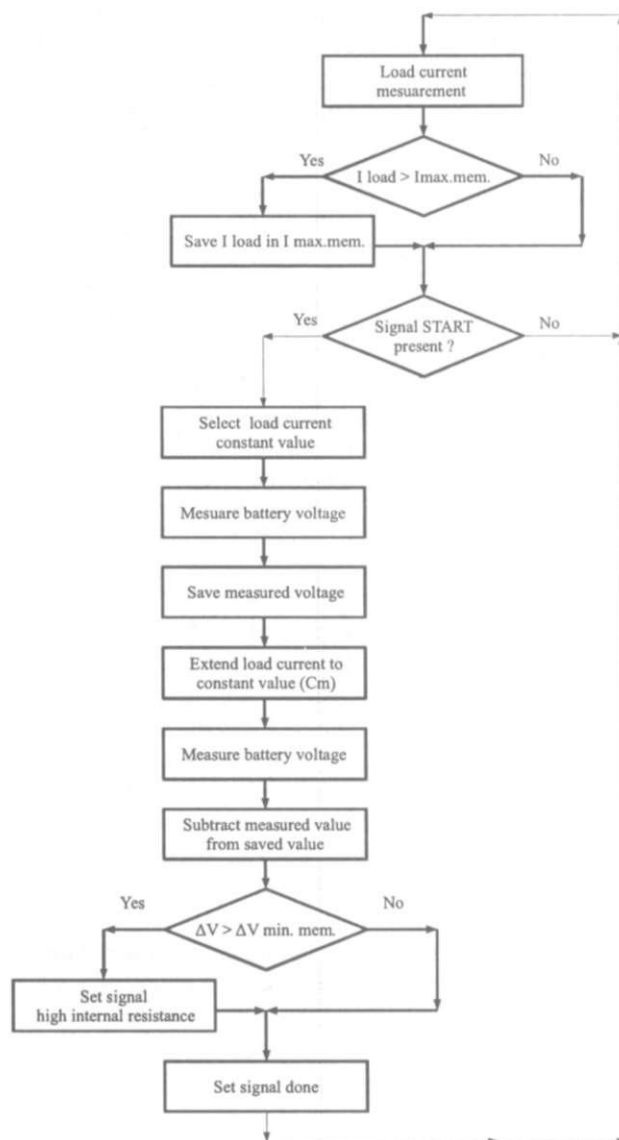 Load current
mesuarement
Yes
I load > Imax.mem.
No
Save I load in I max.mem.
Yes
Signal START
present ?
No
Select load current
constant value
Mesuare battery voltage
Save measured voltage
Extend load current to
constant value (Cm)
Measure battery voltage
Subtract measured value
from saved value
Yes
ΔV > ΔV min. mem.
No
Set signal
high internal resistance
Set signal done